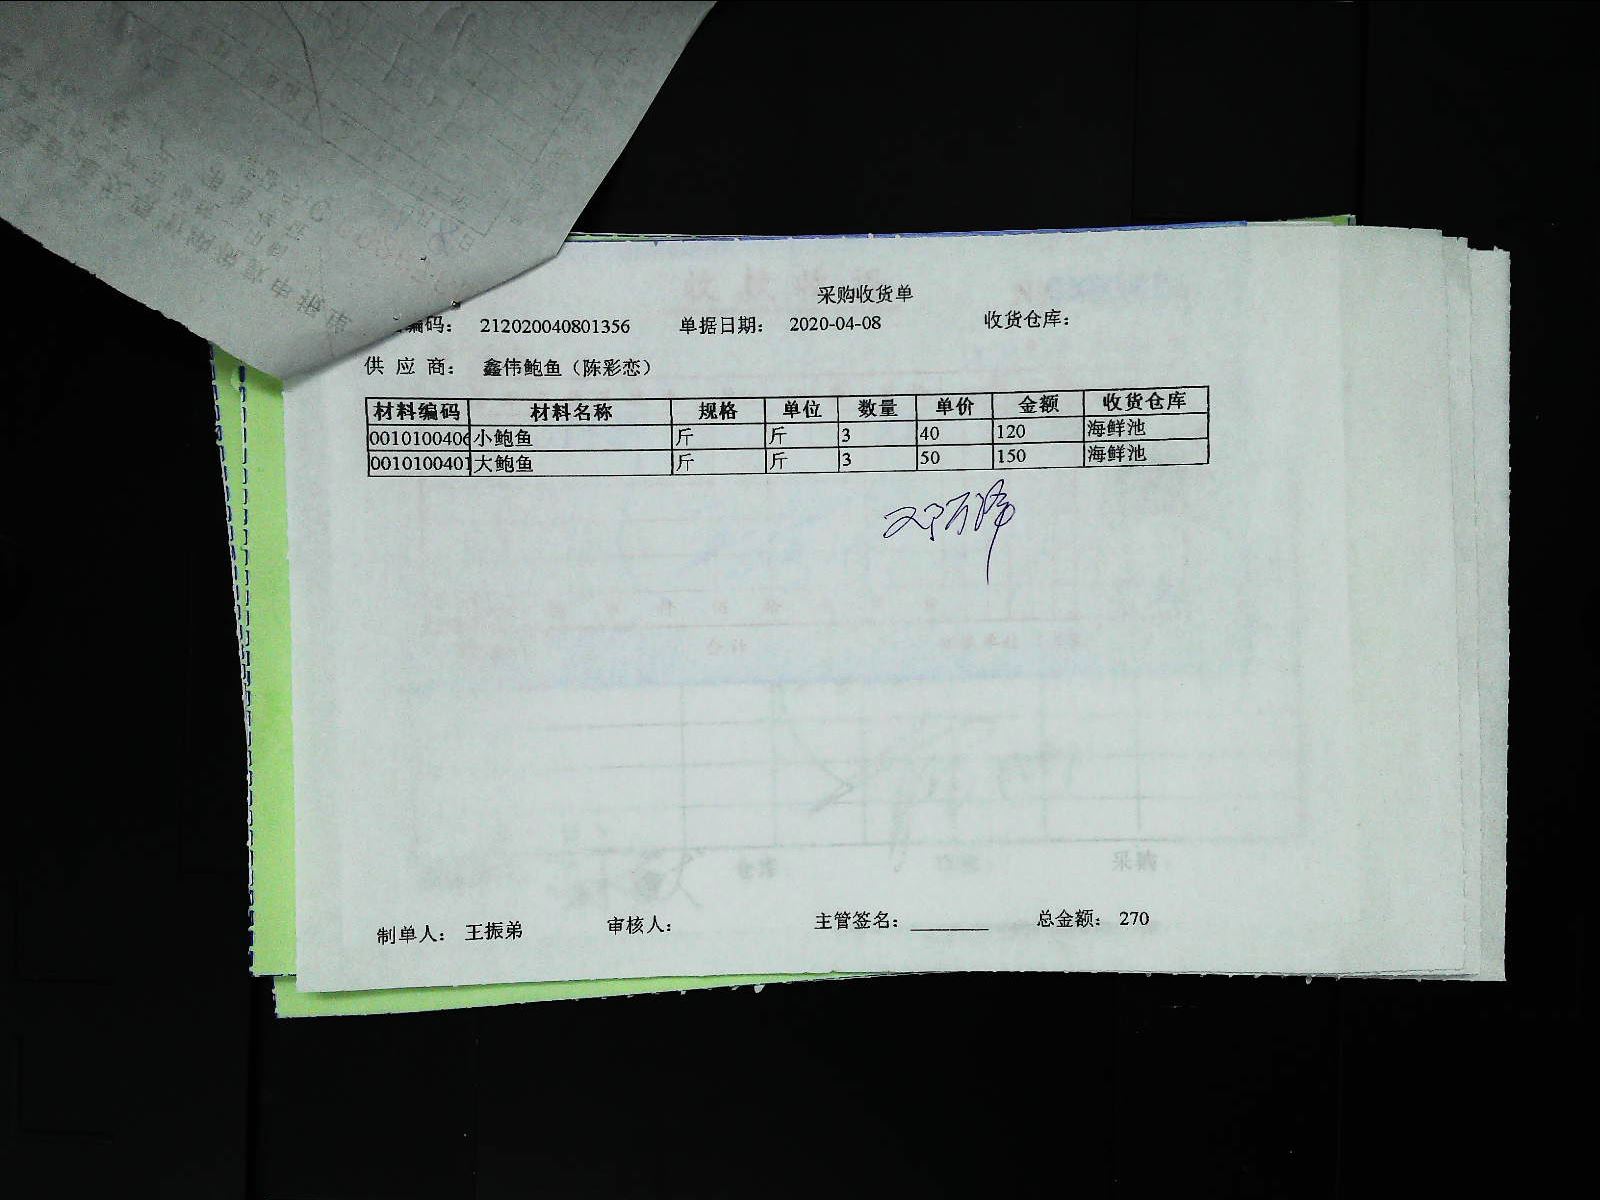 采购收货单
编码： 212020040801356 单据日期： 2020-04-08 收货仓库：
供 应 商： 鑫伟鲍鱼（陈彩恋）
材料编码 材料名称 规格 单位 数量 单价 金额 收货仓库
0010100406 小鲍鱼 斤 斤 3 40 120 海鲜池
0010100401 大鲍鱼 斤 斤 3 50 150 海鲜池
制单人： 王振弟 审核人： 主管签名： 总金额： 270